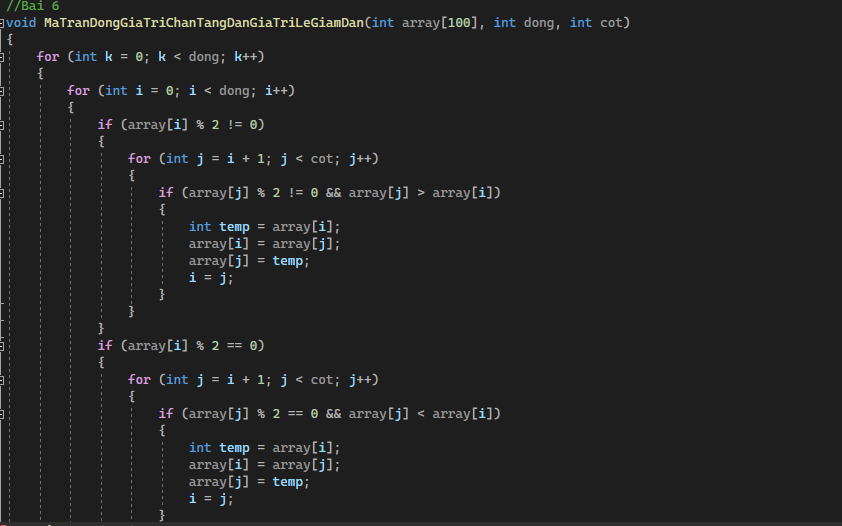 //Bai 6
void MaTranDongGiaTriChanTangDanGiaTriLeGiamDan(int array[100], int dong, int cot)
{
for (int k = 0; k < dong; k++)
{
for (int i = 0; i < dong; i++)
{
if (array[i] % 2 != 0)
{
for (int j = i + 1; j < cot; j++)
{
if (array[j] % 2 != 0 && array[j] > array[i])
{
int temp = array[i];
array[i] = array[j];
array[j] = temp;
i = j;
}
}
}
if (array[i] % 2 == 0)
{
for (int j = i + 1; j < cot; j++)
{
if (array[j] % 2 == 0 && array[j] < array[i])
{
int temp = array[i];
array[i] = array[j];
array[j] = temp;
i = j;
}